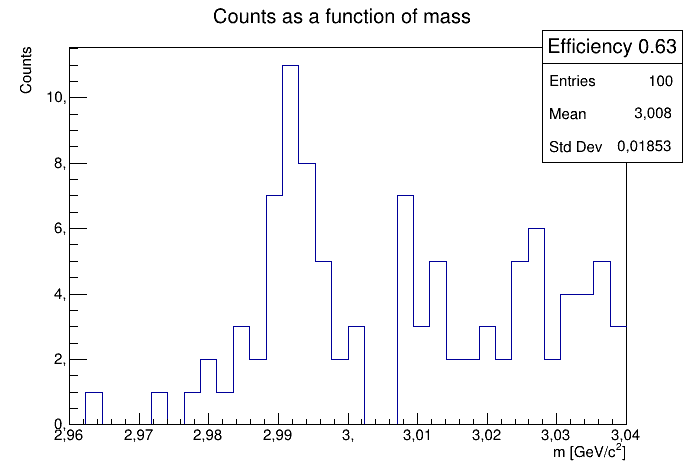 Counts as a function of mass
Efficiency 0.63
Entries 100
Mean 3,008
Std Dev 0,01853
Counts
10,
8,
6,
4,
2,
0,
2,96 2,97 2,98 2,99 3, 3,01 3,02 3,03 3,04
m [GeV/c²]